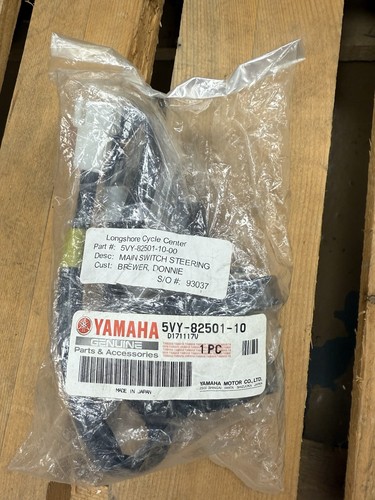 Longshore Cycle Center
Part #: 5VY-82501-10-00
Desc: MAIN SWITCH STEERING
Cust: BREWER, DONNIE
S/O #: 93037
YAMAHA
GENUINE
Parts & Accessories
5VY-82501-10
D171117V
1 PC
MADE IN JAPAN
YAMAHA MOTOR CO.,LTD.